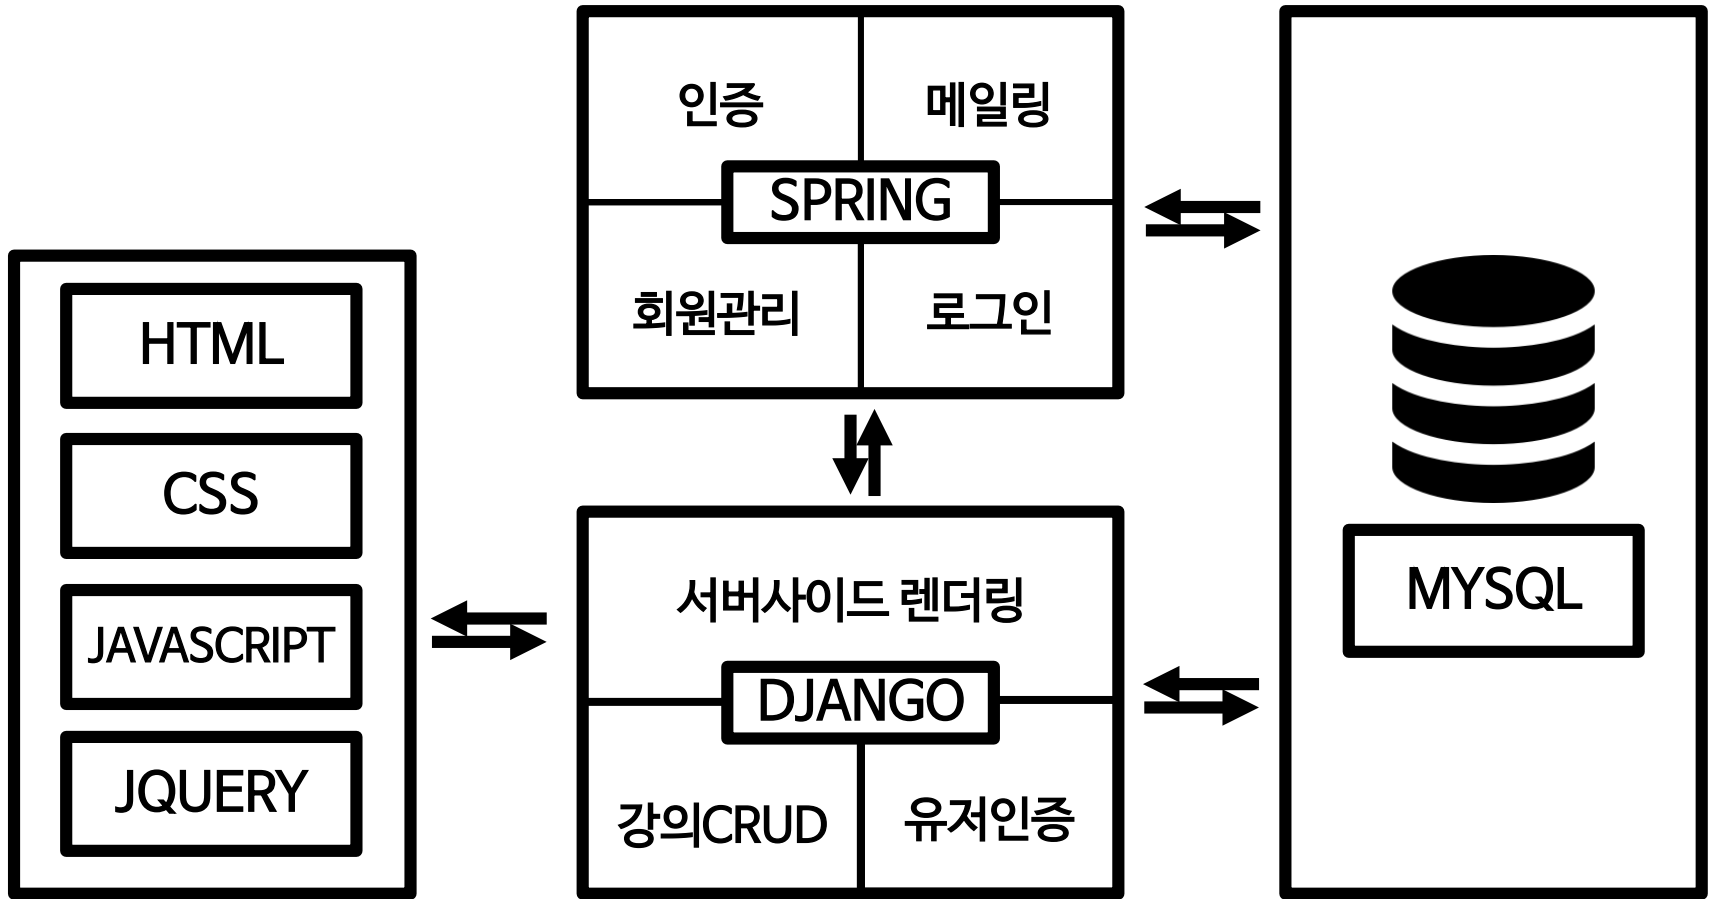 HTML
CSS
JAVASCRIPT
JQUERY
인증
메일링
SPRING
회원관리
로그인
서버사이드 렌더링
DJANGO
강의CRUD
유저인증
MYSQL